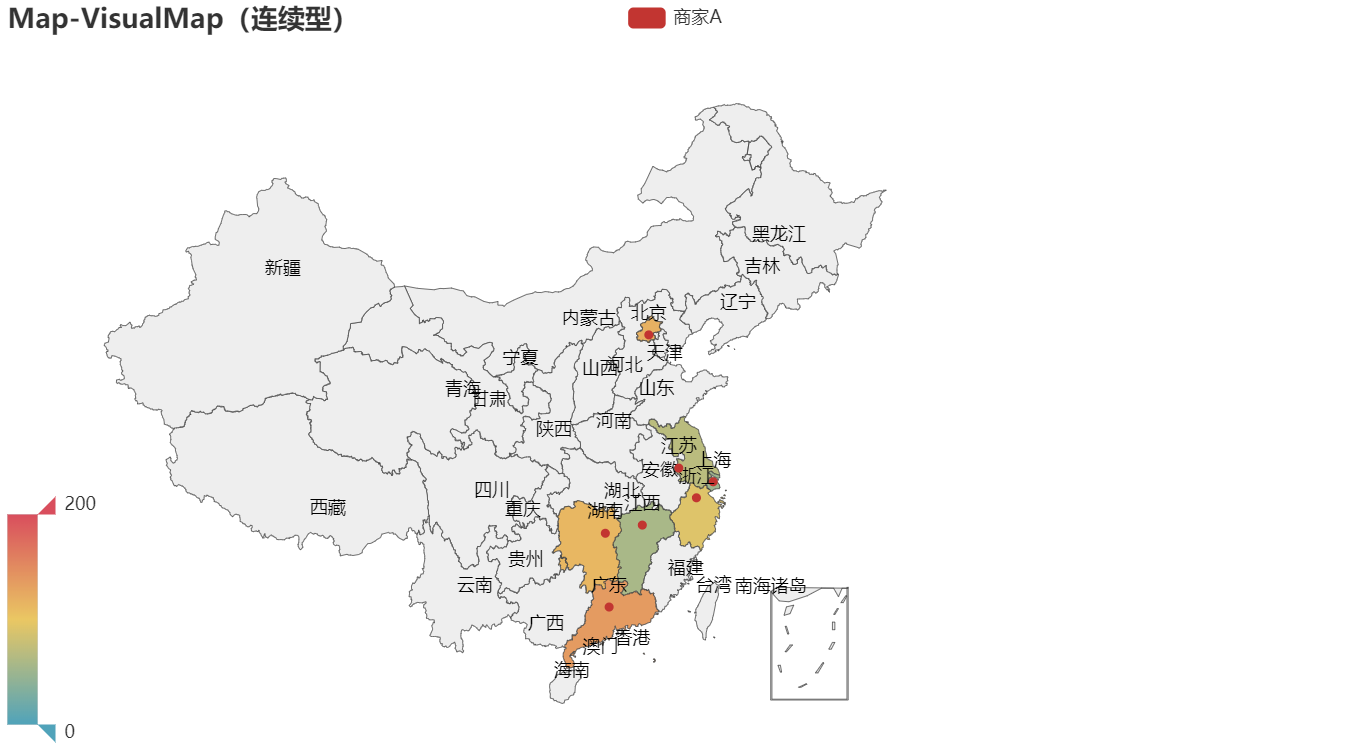 Map-VisualMap（连续型）
商家A
黑龙江
吉林
新疆
辽宁
北京
内蒙古
天津
宁夏
山西
河北
青海
甘肃
山东
河南
陕西
江苏
上海
安徽
浙江
四川
湖北
200
西藏
重庆
湖南
江西
贵州
福建
云南
广东
台湾
南海诸岛
广西
香港
澳门
海南
0